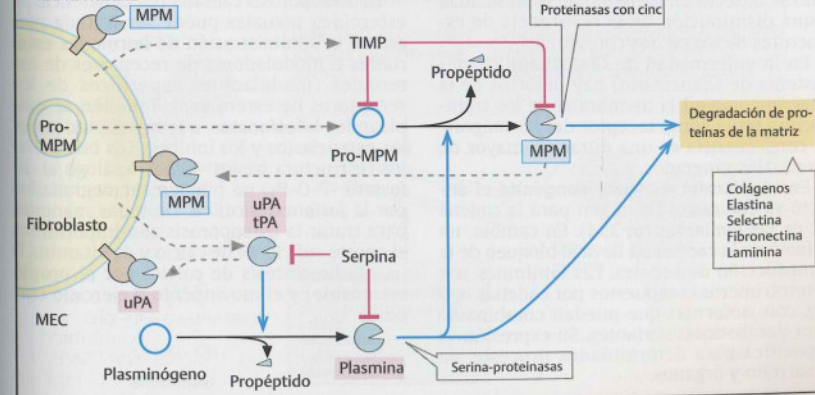 MPM
Proteinasas con cinc
TIMP
Propéptido
Pro-
MPM
Pro-MPM
MPM
Degradación de pro-
teínas de la matriz
MPM
uPA
tPA
Colágenos
Elastina
Selectina
Fibronectina
Laminina
Fibroblasto
Serpina
uPA
MEC
Plasminógeno
Propéptido
Plasmina
Serina-proteinasas